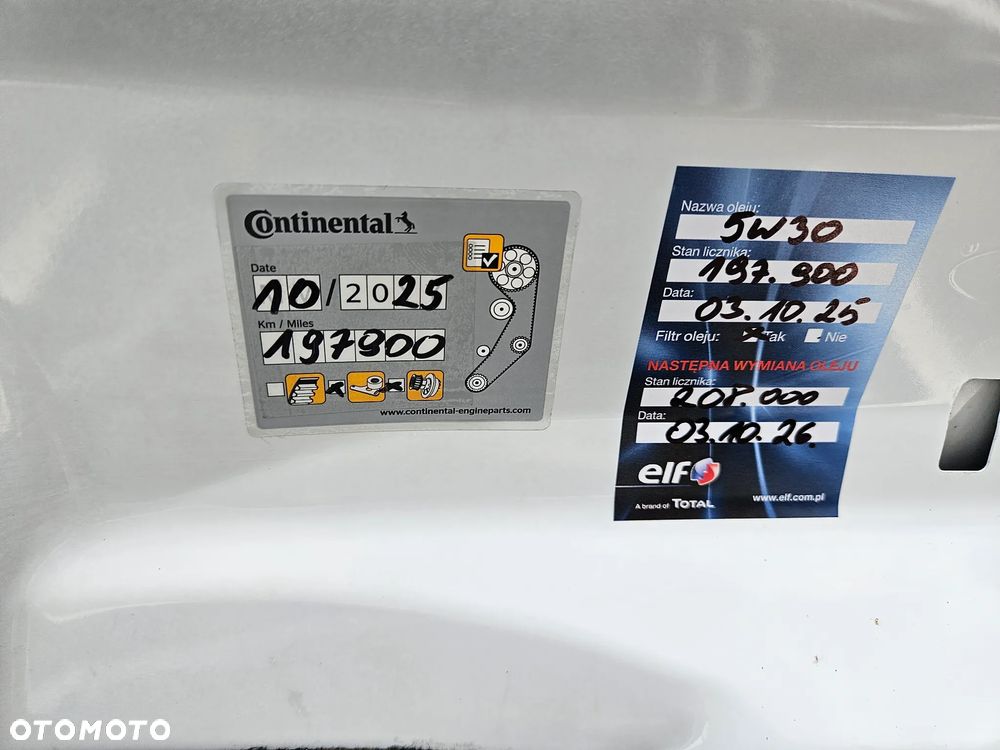 Continental
Date
10/2025
Km / Miles
197900
www.continental-engineparts.com
Nazwa oleju:
5W30
Stan licznika:
197.900
Data:
03.10.25
Filtr oleju: Tak Nie
NASTĘPNA WYMIANA OLEJU
Stan licznika:
208.000
Data:
03.10.26.
elf
A brand of TOTAL
www.elf.com.pl
OTOMOTO